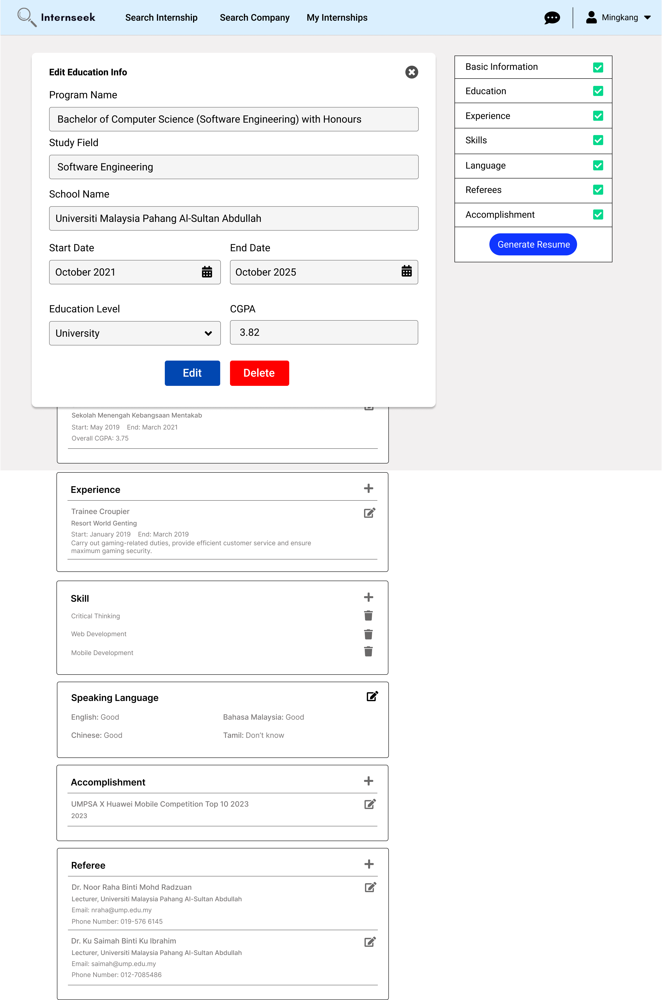 Internseek
Search Internship
Search Company
My Internships
Mingkang
Edit Education Info
Program Name
Bachelor of Computer Science (Software Engineering) with Honours
Study Field
Software Engineering
School Name
Universiti Malaysia Pahang Al-Sultan Abdullah
Start Date
End Date
October 2021
October 2025
Education Level
CGPA
University
3.82
Edit
Delete
Basic Information
Education
Experience
Skills
Language
Referees
Accomplishment
Generate Resume
Sekolah Menengah Kebangsaan Mentakab
Start: May 2019 End: March 2021
Overall CGPA: 3.75
Experience
Trainee Croupier
Resort World Genting
Start: January 2019 End: March 2019
Carry out gaming-related duties, provide efficient customer service and ensure
maximum gaming security.
Skill
Critical Thinking
Web Development
Mobile Development
Speaking Language
English: Good
Bahasa Malaysia: Good
Chinese: Good
Tamil: Don’t know
Accomplishment
UMPSA X Huawei Mobile Competition Top 10 2023
2023
Referee
Dr. Noor Raha Binti Mohd Radzuan
Lecturer, Universiti Malaysia Pahang Al-Sultan Abdullah
Email: nraha@ump.edu.my
Phone Number: 019-576 6145
Dr. Ku Saimah Binti Ku Ibrahim
Lecturer, Universiti Malaysia Pahang Al-Sultan Abdullah
Email: saimah@ump.edu.my
Phone Number: 012-7085486